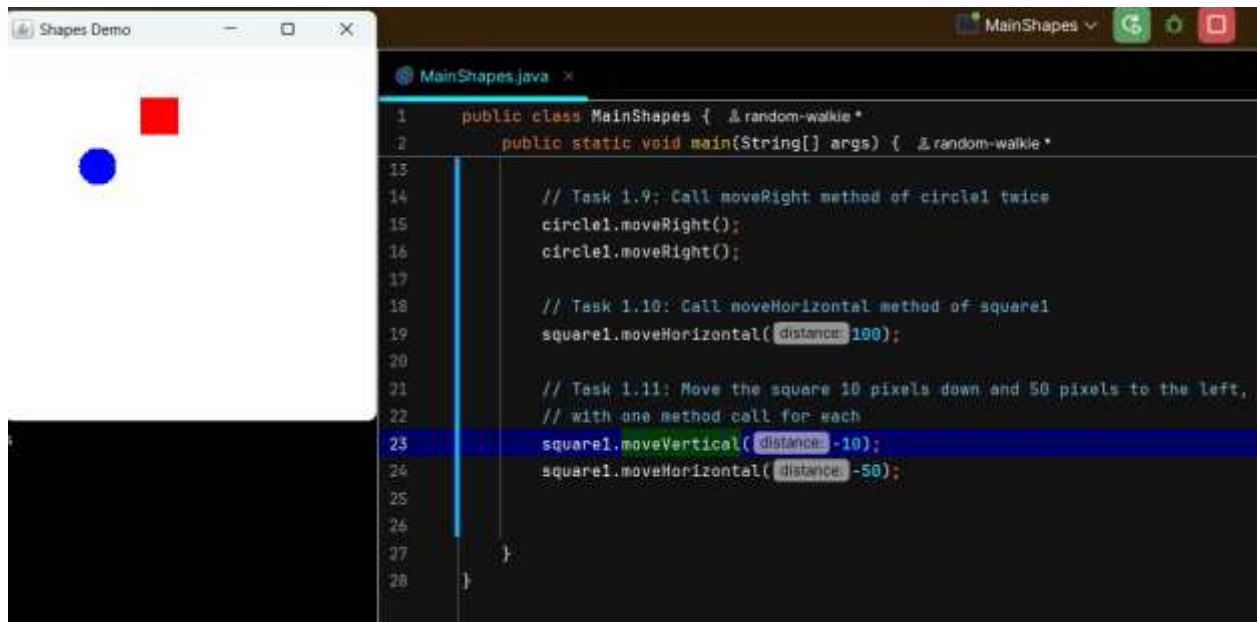 Shapes Demo
MainShapes
MainShapes.java
1 public class MainShapes { random-walkie *
2 public static void main(String[] args) { random-walkie *
13
14 // Task 1.9: Call moveRight method of circle1 twice
15 circle1.moveRight();
16 circle1.moveRight();
17
18 // Task 1.10: Call moveHorizontal method of square1
19 square1.moveHorizontal( distance: 100);
20
21 // Task 1.11: Move the square 10 pixels down and 50 pixels to the left,
22 // with one method call for each
23 square1.moveVertical( distance: -10);
24 square1.moveHorizontal( distance: -50);
25
26
27 }
28 }